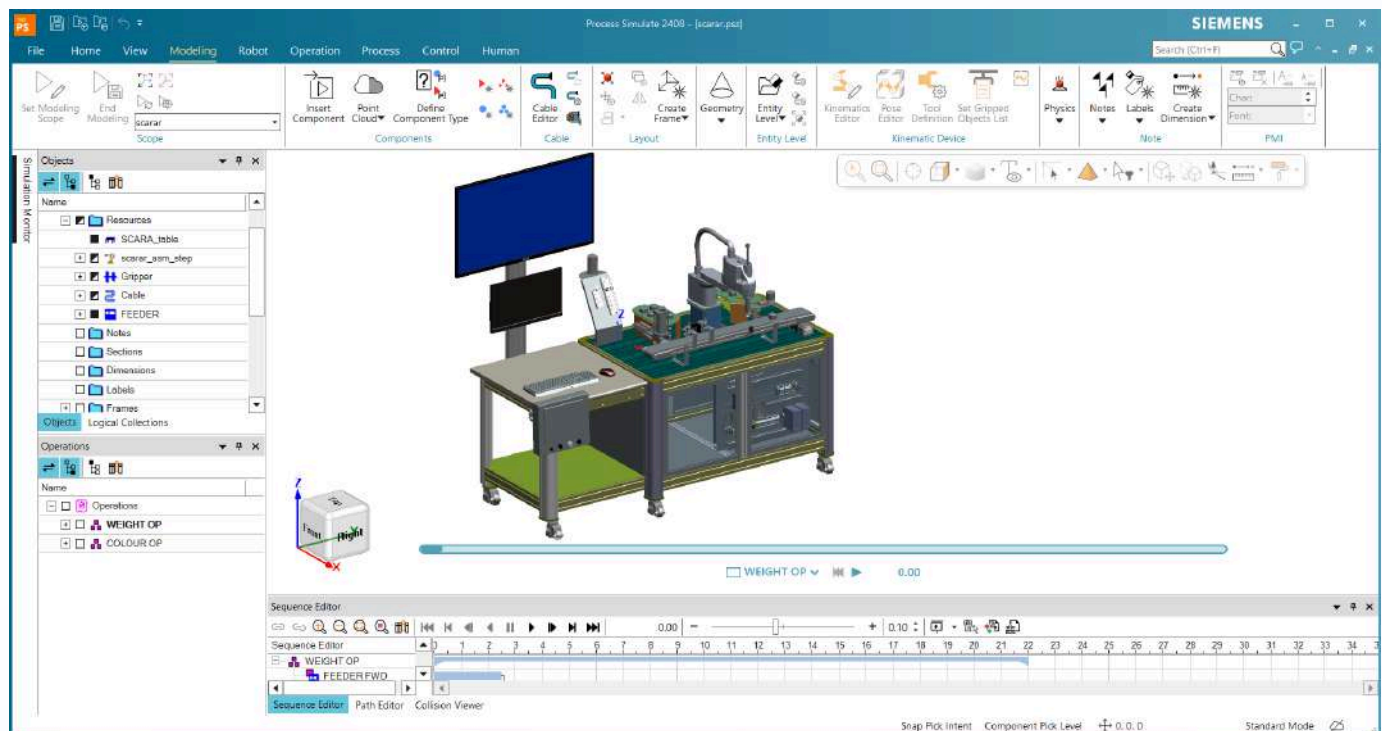 PS
Process Simulate 2408 - [scarar.psz]
SIEMENS
File Home View Modeling Robot Operation Process Control Human
Search (Ctrl+F)
Set Modeling Scope
End Modeling
scarar
Scope
Insert Component
Point Cloud
Define Component Type
Components
Cable Editor
Cable
Create Frame
Layout
Geometry
Entity Level
Entity Level
Kinematics Editor
Pose Editor
Tool Definition
Set Gripped Objects List
Kinematic Device
Physics
Notes
Labels
Create Dimension
Note
Chart:
Font:
PMI
Simulation Monitor
Objects
Name
Resources
SCARA_table
scarar_asm_step
Gripper
Cable
FEEDER
Notes
Sections
Dimensions
Labels
Frames
Objects Logical Collections
Operations
Name
Operations
WEIGHT OP
COLOUR OP
Z
Z
Front
Right
X
WEIGHT OP
0.00
Sequence Editor
0.00
0.10
Sequence Editor
0 1 2 3 4 5 6 7 8 9 10 11 12 13 14 15 16 17 18 19 20 21 22 23 24 25 26 27 28 29 30 31 32 33 34 3
WEIGHT OP
FEEDER FWD
Sequence Editor Path Editor Collision Viewer
Snap Pick Intent Component Pick Level 0, 0, 0 Standard Mode